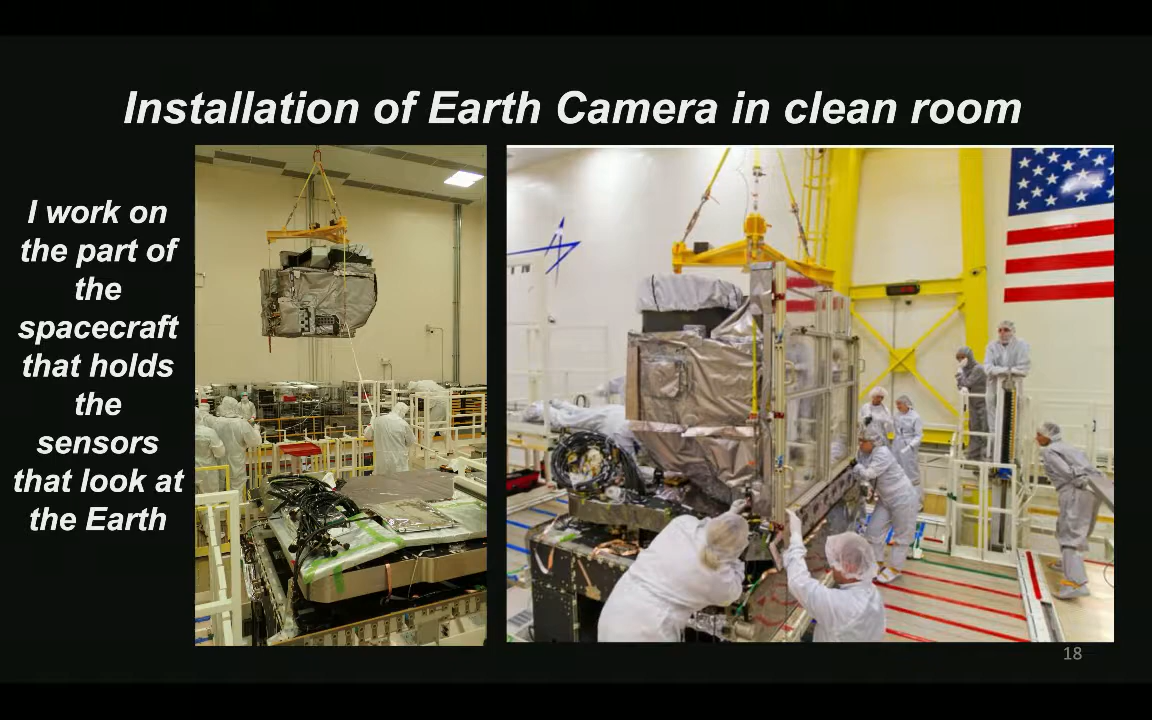 Installation of Earth Camera in clean room
I work on
the part of
the
spacecraft
that holds
the
sensors
that look at
the Earth
18